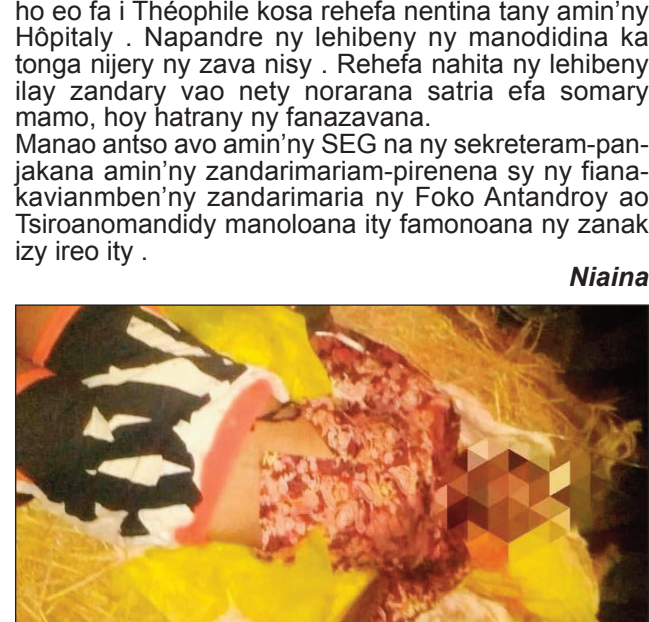 ho eo fa i Théophile kosa rehefa nentina tany amin’ny
Hôpitaly . Napandre ny lehibeny ny manodidina ka
tonga nijery ny zava nisy . Rehefa nahita ny lehibeny
ilay zandary vao nety norarana satria efa somary
mamo, hoy hatrany ny fanazavana.
Manao antso avo amin’ny SEG na ny sekreteram-pan-
jakana amin’ny zandarimariam-pirenena sy ny fiana-
kavianmben’ny zandarimaria ny Foko Antandroy ao
Tsiroanomandidy manoloana ity famonoana ny zanak
izy ireo ity .
Niaina